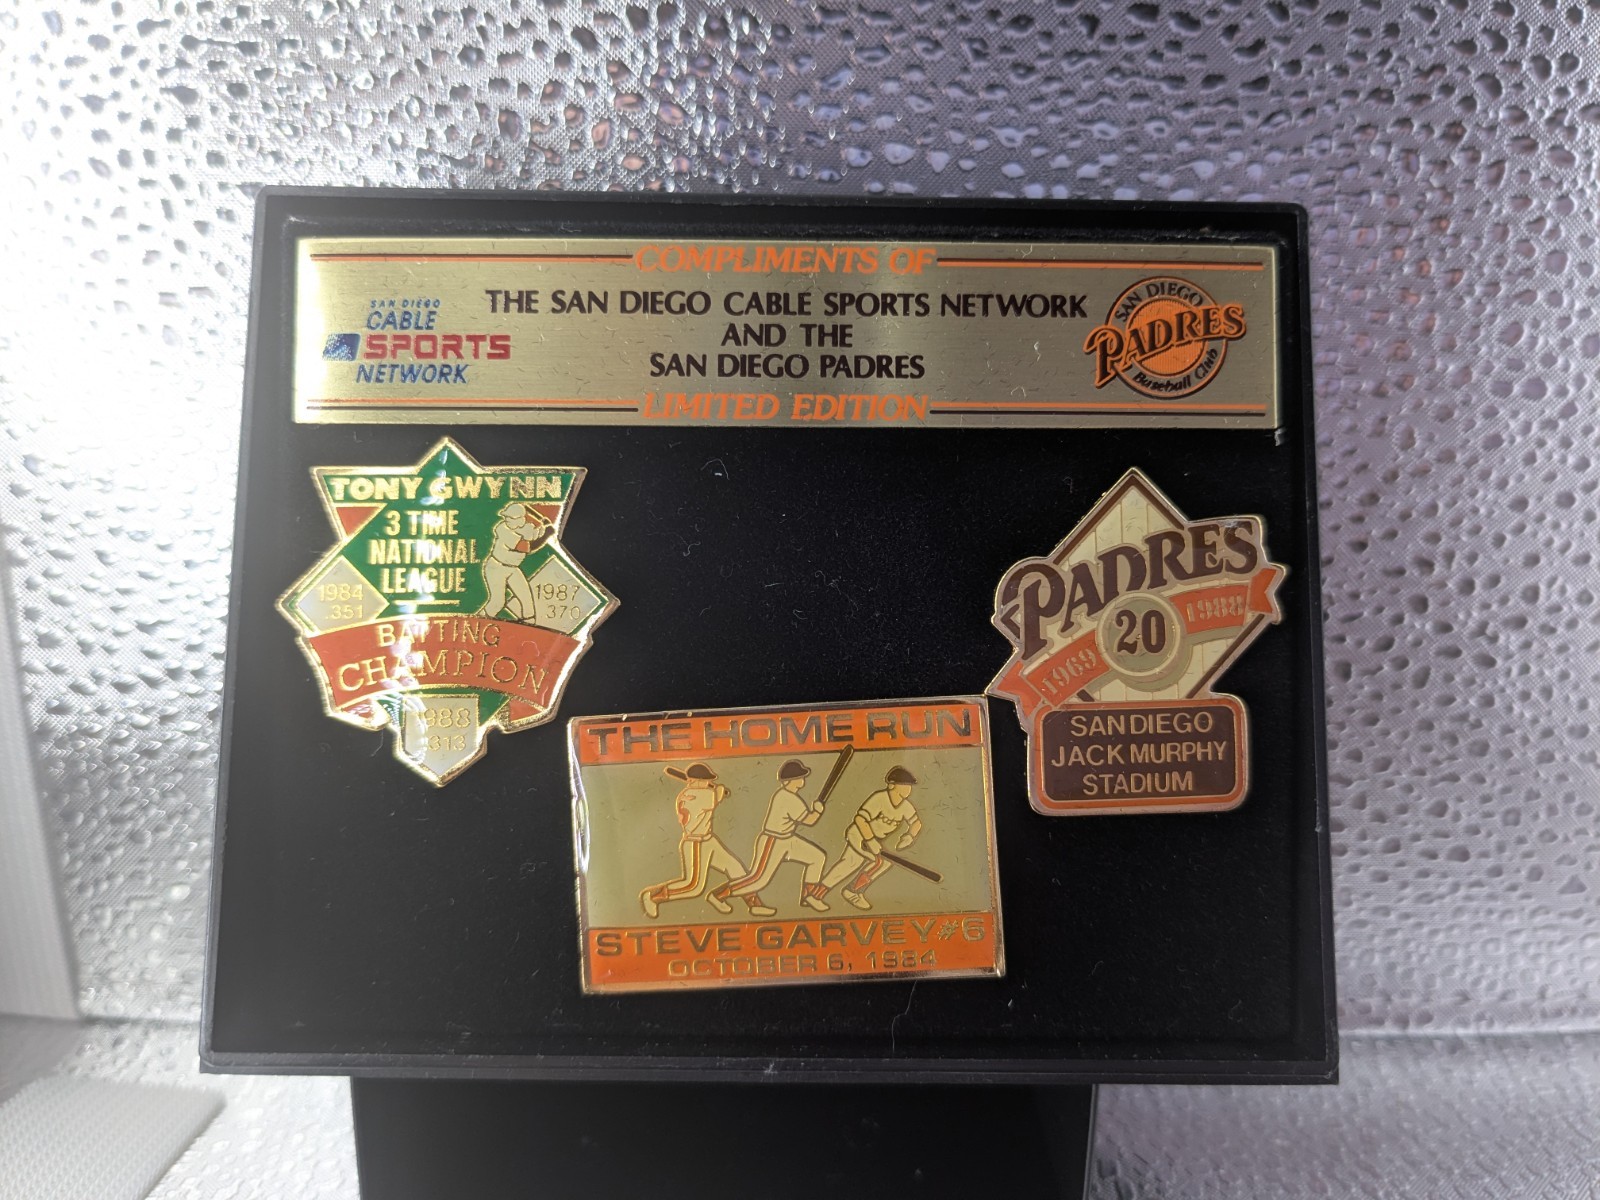 COMPLIMENTS OF
THE SAN DIEGO CABLE SPORTS NETWORK
AND THE
SAN DIEGO PADRES
LIMITED EDITION
SAN DIEGO
CABLE
SPORTS
NETWORK
SAN DIEGO
PADRES
Baseball Club
TONY GWYNN
3 TIME
NATIONAL
LEAGUE
1984
.351
1987
.370
BATTING
CHAMPION
1988
.313
THE HOME RUN
STEVE GARVEY #6
OCTOBER 6, 1984
PADRES
1969
20
1988
SAN DIEGO
JACK MURPHY
STADIUM